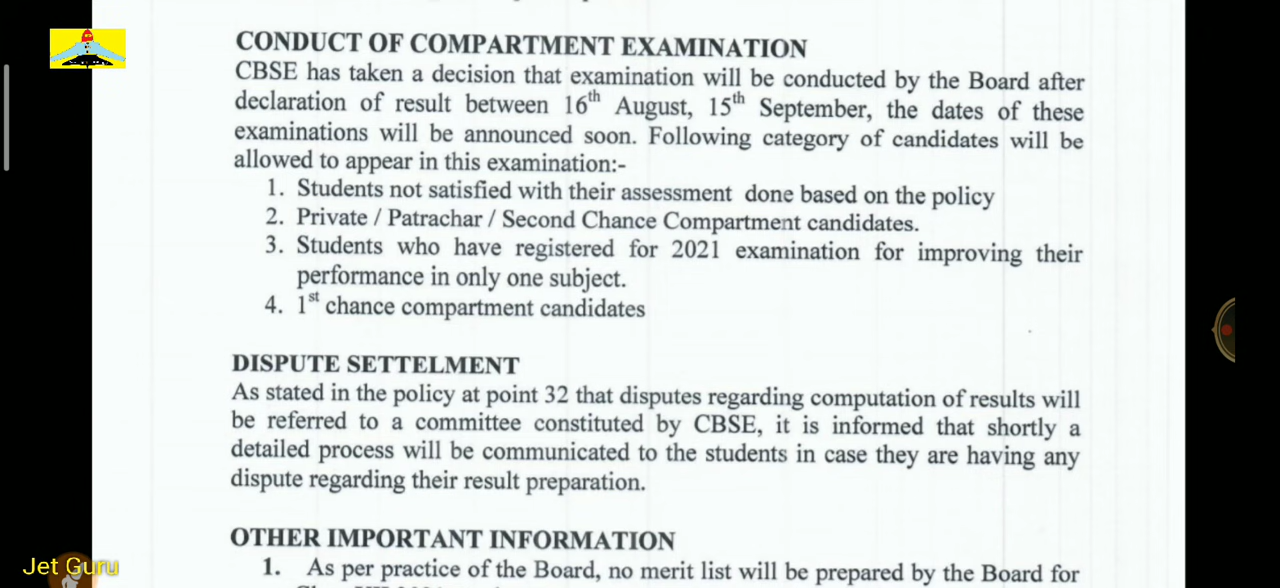 CONDUCT OF COMPARTMENT EXAMINATION
CBSE has taken a decision that examination will be conducted by the Board after
declaration of result between 16th August, 15th September, the dates of these
examinations will be announced soon. Following category of candidates will be
allowed to appear in this examination:-
1. Students not satisfied with their assessment done based on the policy
2. Private / Patrachar / Second Chance Compartment candidates.
3. Students who have registered for 2021 examination for improving their
performance in only one subject.
4. 1st chance compartment candidates
DISPUTE SETTELMENT
As stated in the policy at point 32 that disputes regarding computation of results will
be referred to a committee constituted by CBSE, it is informed that shortly a
detailed process will be communicated to the students in case they are having any
dispute regarding their result preparation.
OTHER IMPORTANT INFORMATION
1. As per practice of the Board, no merit list will be prepared by the Board for
Jet Guru